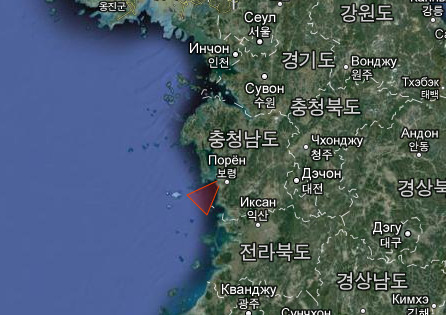 옹진군
Сеул
서울
강원도
강릉
Инчон
인천
경기도
Вонджу
원주
Сувон
수원
Тхэбэк
태백
충청북도
충청남도
Чхонджу
청주
Андон
안동
Порён
보령
Дэчон
대전
경상북
Иксан
익산
Дэгу
대구
전라북도
경상남도
Кванджу
광주
Сунчхон
Кимхэ
김해